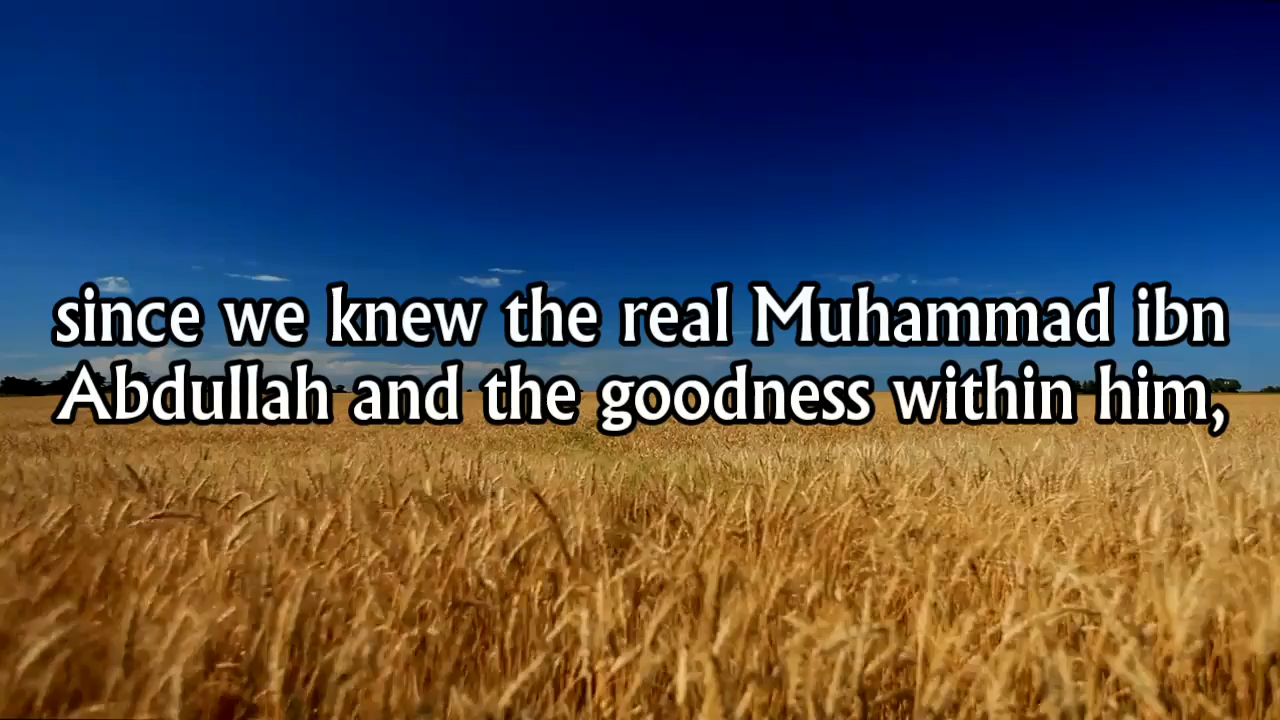 since we knew the real Muhammad ibn
Abdullah and the goodness within him,